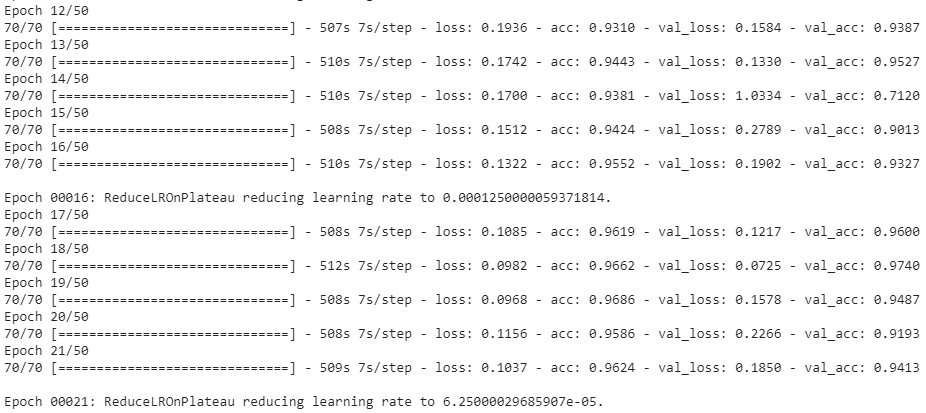 Epoch 12/50
70/70 [==============================] - 507s 7s/step - loss: 0.1936 - acc: 0.9310 - val_loss: 0.1584 - val_acc: 0.9387
Epoch 13/50
70/70 [==============================] - 510s 7s/step - loss: 0.1742 - acc: 0.9443 - val_loss: 0.1330 - val_acc: 0.9527
Epoch 14/50
70/70 [==============================] - 510s 7s/step - loss: 0.1700 - acc: 0.9381 - val_loss: 1.0334 - val_acc: 0.7120
Epoch 15/50
70/70 [==============================] - 508s 7s/step - loss: 0.1512 - acc: 0.9424 - val_loss: 0.2789 - val_acc: 0.9013
Epoch 16/50
70/70 [==============================] - 510s 7s/step - loss: 0.1322 - acc: 0.9552 - val_loss: 0.1902 - val_acc: 0.9327
Epoch 00016: ReduceLROnPlateau reducing learning rate to 0.0001250000059371814.
Epoch 17/50
70/70 [==============================] - 508s 7s/step - loss: 0.1085 - acc: 0.9619 - val_loss: 0.1217 - val_acc: 0.9600
Epoch 18/50
70/70 [==============================] - 512s 7s/step - loss: 0.0982 - acc: 0.9662 - val_loss: 0.0725 - val_acc: 0.9740
Epoch 19/50
70/70 [==============================] - 508s 7s/step - loss: 0.0968 - acc: 0.9686 - val_loss: 0.1578 - val_acc: 0.9487
Epoch 20/50
70/70 [==============================] - 508s 7s/step - loss: 0.1156 - acc: 0.9586 - val_loss: 0.2266 - val_acc: 0.9193
Epoch 21/50
70/70 [==============================] - 509s 7s/step - loss: 0.1037 - acc: 0.9624 - val_loss: 0.1850 - val_acc: 0.9413
Epoch 00021: ReduceLROnPlateau reducing learning rate to 6.25000029685907e-05.